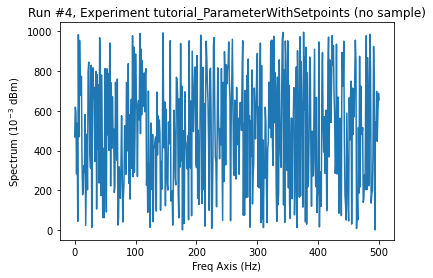 Run #4, Experiment tutorial_ParameterWithSetpoints (no sample)
1000
800
600
400
200
0
Spectrum (10⁻³ dBm)
0 100 200 300 400 500
Freq Axis (Hz)